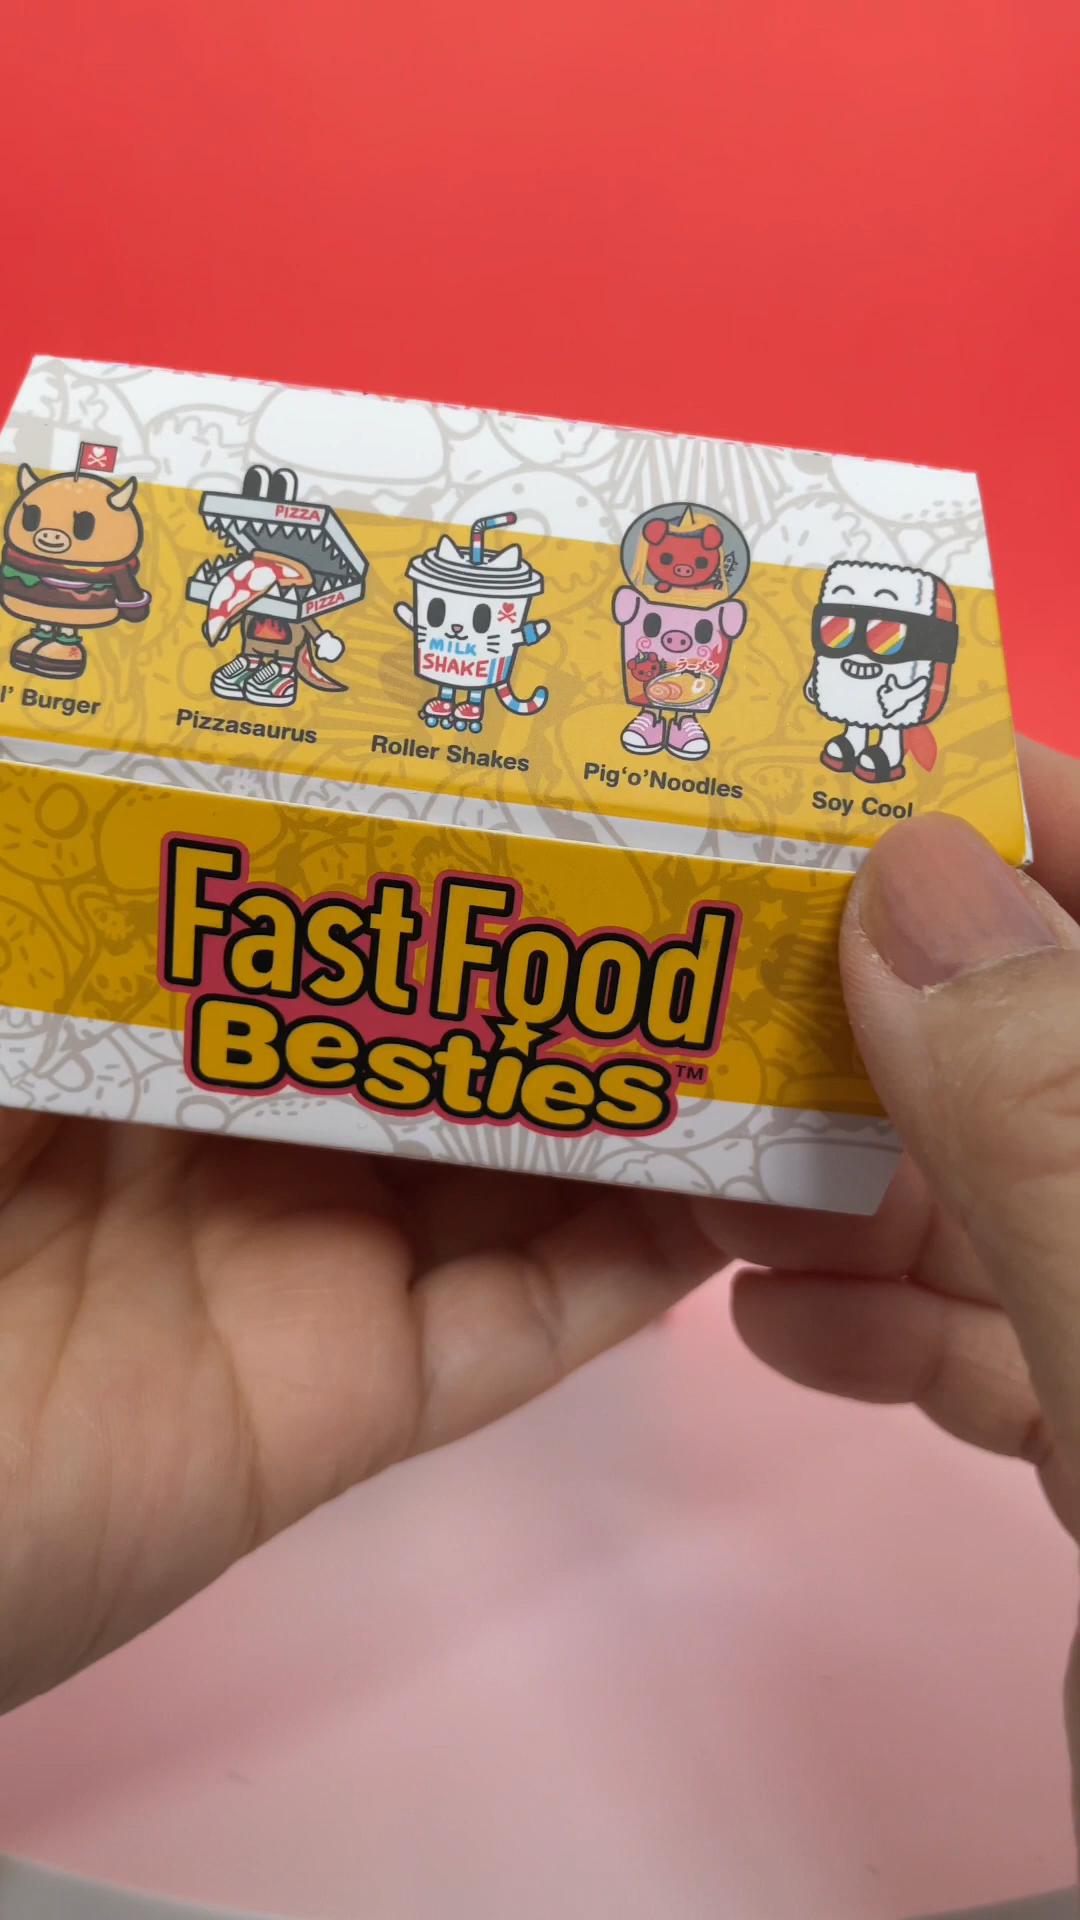 PIZZA
PIZZA
MILK
SHAKE
ラーメン
l' Burger
Pizzasaurus
Roller Shakes
Pig‘o’Noodles
Soy Cool
Fast Food
Besties™